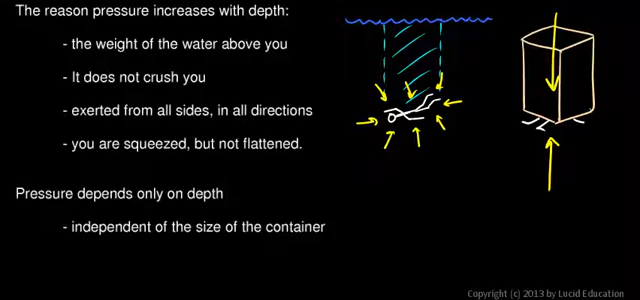 The reason pressure increases with depth:
- the weight of the water above you
- It does not crush you
- exerted from all sides, in all directions
- you are squeezed, but not flattened.
Pressure depends only on depth
- independent of the size of the container
Copyright (c) 2013 by Lucid Education